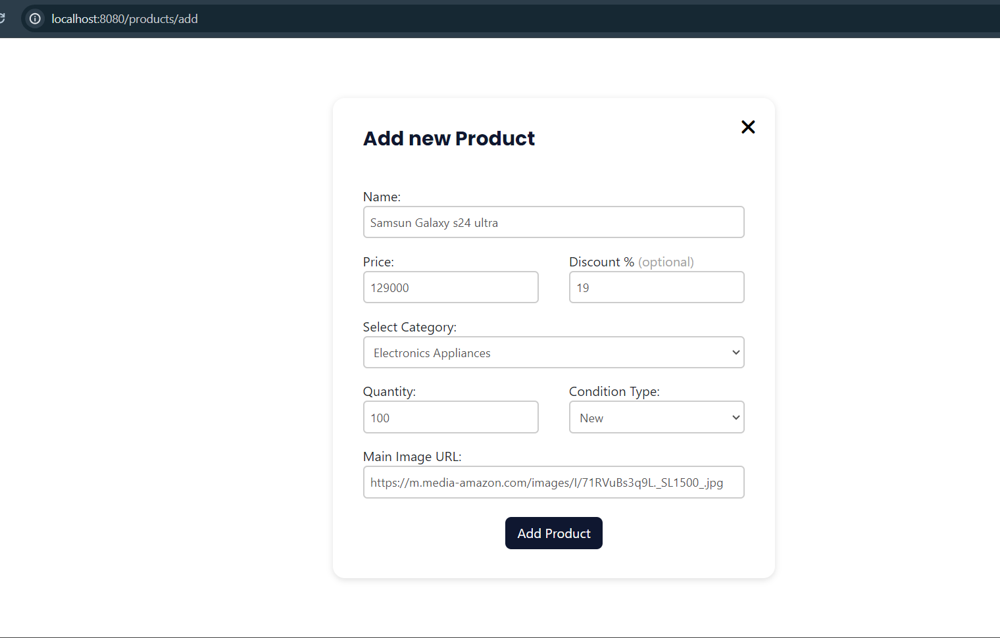 localhost:8080/products/add
Add new Product
Name:
Samsun Galaxy s24 ultra
Price: Discount % (optional)
129000 19
Select Category:
Electronics Appliances
Quantity: Condition Type:
100 New
Main Image URL:
https://m.media-amazon.com/images/I/71RVuBs3q9L._SL1500_.jpg
Add Product